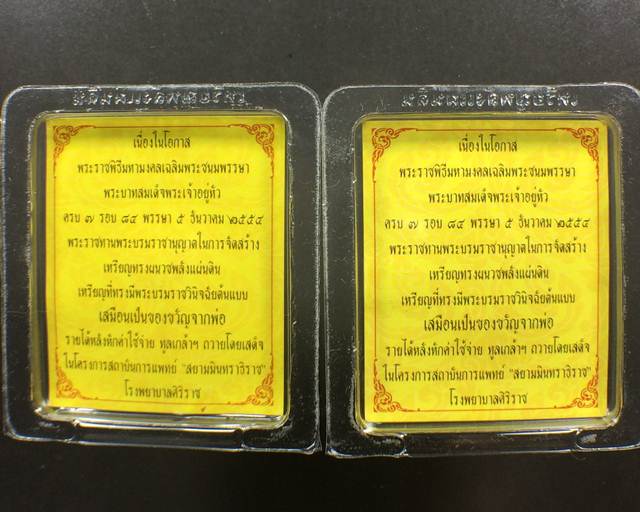 เนื่องในโอกาส
พระราชพิธีมหามงคลเฉลิมพระชนมพรรษา
พระบาทสมเด็จพระเจ้าอยู่หัว
ครบ ๗ รอบ ๘๔ พรรษา ๕ ธันวาคม ๒๕๕๔
พระราชทานพระบรมราชานุญาตในการจัดสร้าง
เหรียญทรงผนวชพลังแผ่นดิน
เหรียญที่ทรงมีพระบรมราชวินิจฉัยต้นแบบ
เสมือนเป็นของขวัญจากพ่อ
รายได้หลังหักค่าใช้จ่าย ทูลเกล้าฯ ถวายโดยเสด็จ
ในโครงการสถาบันการแพทย์ "สยามมินทราธิราช"
โรงพยาบาลศิริราช
เนื่องในโอกาส
พระราชพิธีมหามงคลเฉลิมพระชนมพรรษา
พระบาทสมเด็จพระเจ้าอยู่หัว
ครบ ๗ รอบ ๘๔ พรรษา ๕ ธันวาคม ๒๕๕๔
พระราชทานพระบรมราชานุญาตในการจัดสร้าง
เหรียญทรงผนวชพลังแผ่นดิน
เหรียญที่ทรงมีพระบรมราชวินิจฉัยต้นแบบ
เสมือนเป็นของขวัญจากพ่อ
รายได้หลังหักค่าใช้จ่าย ทูลเกล้าฯ ถวายโดยเสด็จ
ในโครงการสถาบันการแพทย์ "สยามมินทราธิราช"
โรงพยาบาลศิริราช